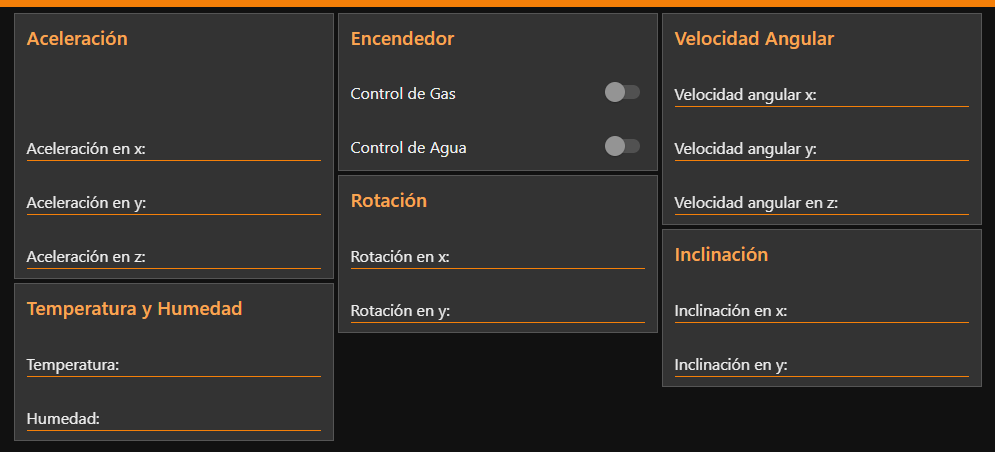 Aceleración
Aceleración en x:
Aceleración en y:
Aceleración en z:
Temperatura y Humedad
Temperatura:
Humedad:
Encendedor
Control de Gas
Control de Agua
Rotación
Rotación en x:
Rotación en y:
Velocidad Angular
Velocidad angular x:
Velocidad angular y:
Velocidad angular en z:
Inclinación
Inclinación en x:
Inclinación en y: